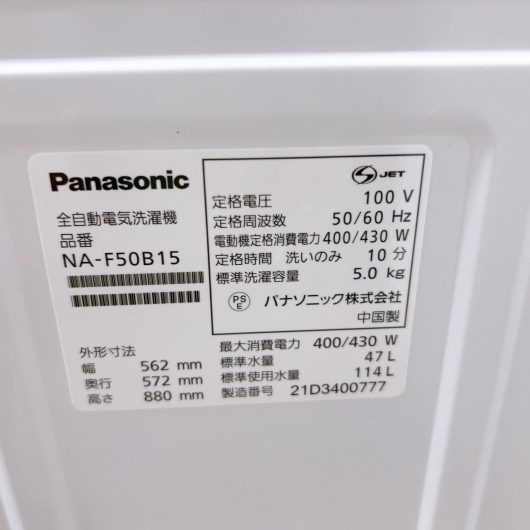 Panasonic
全自動電気洗濯機
品番
NA-F50B15
外形寸法
幅 562 mm
奥行 572 mm
高さ 880 mm
S JET
定格電圧 100 V
定格周波数 50/60 Hz
電動機定格消費電力 400/430 W
定格時間 洗いのみ 10 分
標準洗濯容量 5.0 kg
PS
E
パナソニック株式会社
中国製
最大消費電力 400/430 W
標準水量 47 L
標準使用水量 114 L
製造番号 21D3400777